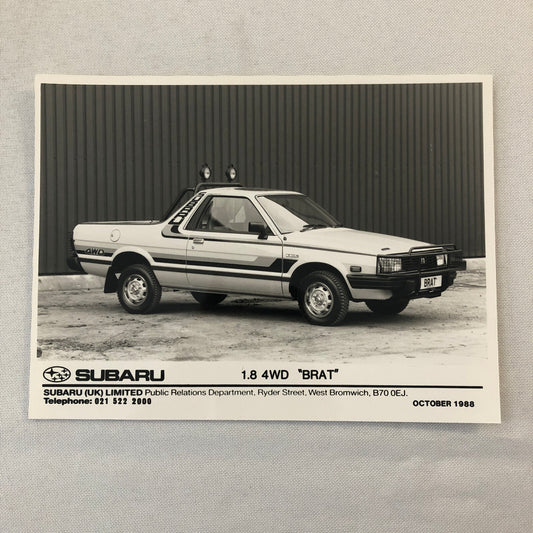 4WD
BRAT
SUBARU 1.8 4WD "BRAT"
SUBARU (UK) LIMITED Public Relations Department, Ryder Street, West Bromwich, B70 0EJ.
Telephone: 021 522 2000 OCTOBER 1988